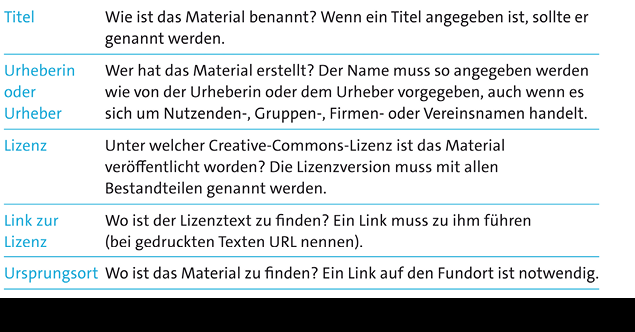 Titel Wie ist das Material benannt? Wenn ein Titel angegeben ist, sollte er
genannt werden.
Urheberin Wer hat das Material erstellt? Der Name muss so angegeben werden
oder wie von der Urheberin oder dem Urheber vorgegeben, auch wenn es
Urheber sich um Nutzenden-, Gruppen-, Firmen- oder Vereinsnamen handelt.
Lizenz Unter welcher Creative-Commons-Lizenz ist das Material
veröffentlicht worden? Die Lizenzversion muss mit allen
Bestandteilen genannt werden.
Link zur Wo ist der Lizenztext zu finden? Ein Link muss zu ihm führen
Lizenz (bei gedruckten Texten URL nennen).
Ursprungsort Wo ist das Material zu finden? Ein Link auf den Fundort ist notwendig.